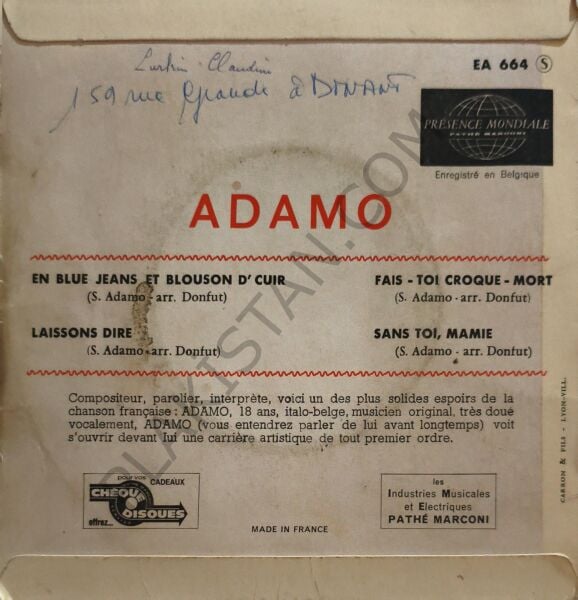 Claudine
159 rue Grande à DINANT
EA 664 S
PRÉSENCE MONDIALE
PATHÉ MARCONI
Enregistré en Belgique
ADAMO
EN BLUE JEANS ET BLOUSON D'CUIR
(S. Adamo - arr. Donfut)
LAISSONS DIRE
(S. Adamo - arr. Donfut)
FAIS - TOI CROQUE - MORT
(S. Adamo - arr. Donfut)
SANS TOI, MAMIE
(S. Adamo - arr. Donfut)
Compositeur, parolier, interprète, voici un des plus solides espoirs de la
chanson française : ADAMO, 18 ans, italo-belge, musicien original, très doué
vocalement, ADAMO (vous entendrez parler de lui avant longtemps) voit
s'ouvrir devant lui une carrière artistique de tout premier ordre.
pour vos CADEAUX
CHÈQU
DISQUES
offrez...
MADE IN FRANCE
les
Industries Musicales
et Electriques
PATHÉ MARCONI
CARRON & FILS - LYON-VILL.
PLAKISTAN.COM